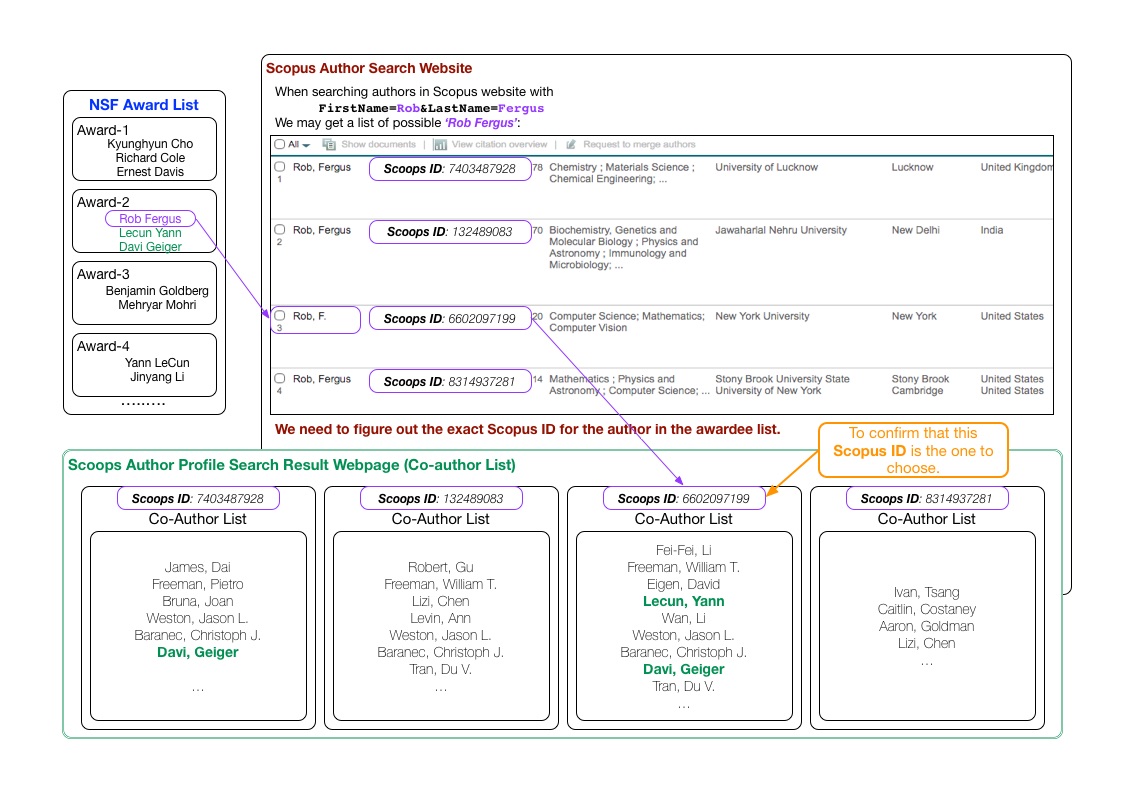 Scopus Author Search Website
When searching authors in Scopus website with
FirstName=Rob&LastName=Fergus
We may get a list of possible ‘Rob Fergus’:
NSF Award List
Award-1
Kyunghyun Cho
Richard Cole
Ernest Davis
Award-2
Rob Fergus
Lecun Yann
Davi Geiger
Award-3
Benjamin Goldberg
Mehryar Mohri
Award-4
Yann LeCun
Jinyang Li
.........
All Show documents | View citation overview | Request to merge authors
1 Rob, Fergus Scoops ID: 7403487928 78 Chemistry ; Materials Science ; University of Lucknow Lucknow United Kingdom
Chemical Engineering; ...
2 Rob, Fergus Scoops ID: 132489083 70 Biochemistry, Genetics and Jawaharial Nehru University New Delhi India
Molecular Biology ; Physics and
Astronomy ; Immunology and
Microbiology; ...
3 Rob, F. Scoops ID: 6602097199 20 Computer Science; Mathematics; New York University New York United States
Computer Vision
4 Rob, Fergus Scoops ID: 8314937281 14 Mathematics ; Physics and Stony Brook University State Stony Brook United States
Astronomy ; Computer Science; ... University of New York Cambridge United States
We need to figure out the exact Scopus ID for the author in the awardee list.
To confirm that this
Scopus ID is the one to
choose.
Scoops Author Profile Search Result Webpage (Co-author List)
Scoops ID: 7403487928
Co-Author List
James, Dai
Freeman, Pietro
Bruna, Joan
Weston, Jason L.
Baranec, Christoph J.
Davi, Geiger
...
Scoops ID: 132489083
Co-Author List
Robert, Gu
Freeman, William T.
Lizi, Chen
Levin, Ann
Weston, Jason L.
Baranec, Christoph J.
Tran, Du V.
...
Scoops ID: 6602097199
Co-Author List
Fei-Fei, Li
Freeman, William T.
Eigen, David
Lecun, Yann
Wan, Li
Weston, Jason L.
Baranec, Christoph J.
Davi, Geiger
Tran, Du V.
...
Scoops ID: 8314937281
Co-Author List
Ivan, Tsang
Caitlin, Costaney
Aaron, Goldman
Lizi, Chen
...